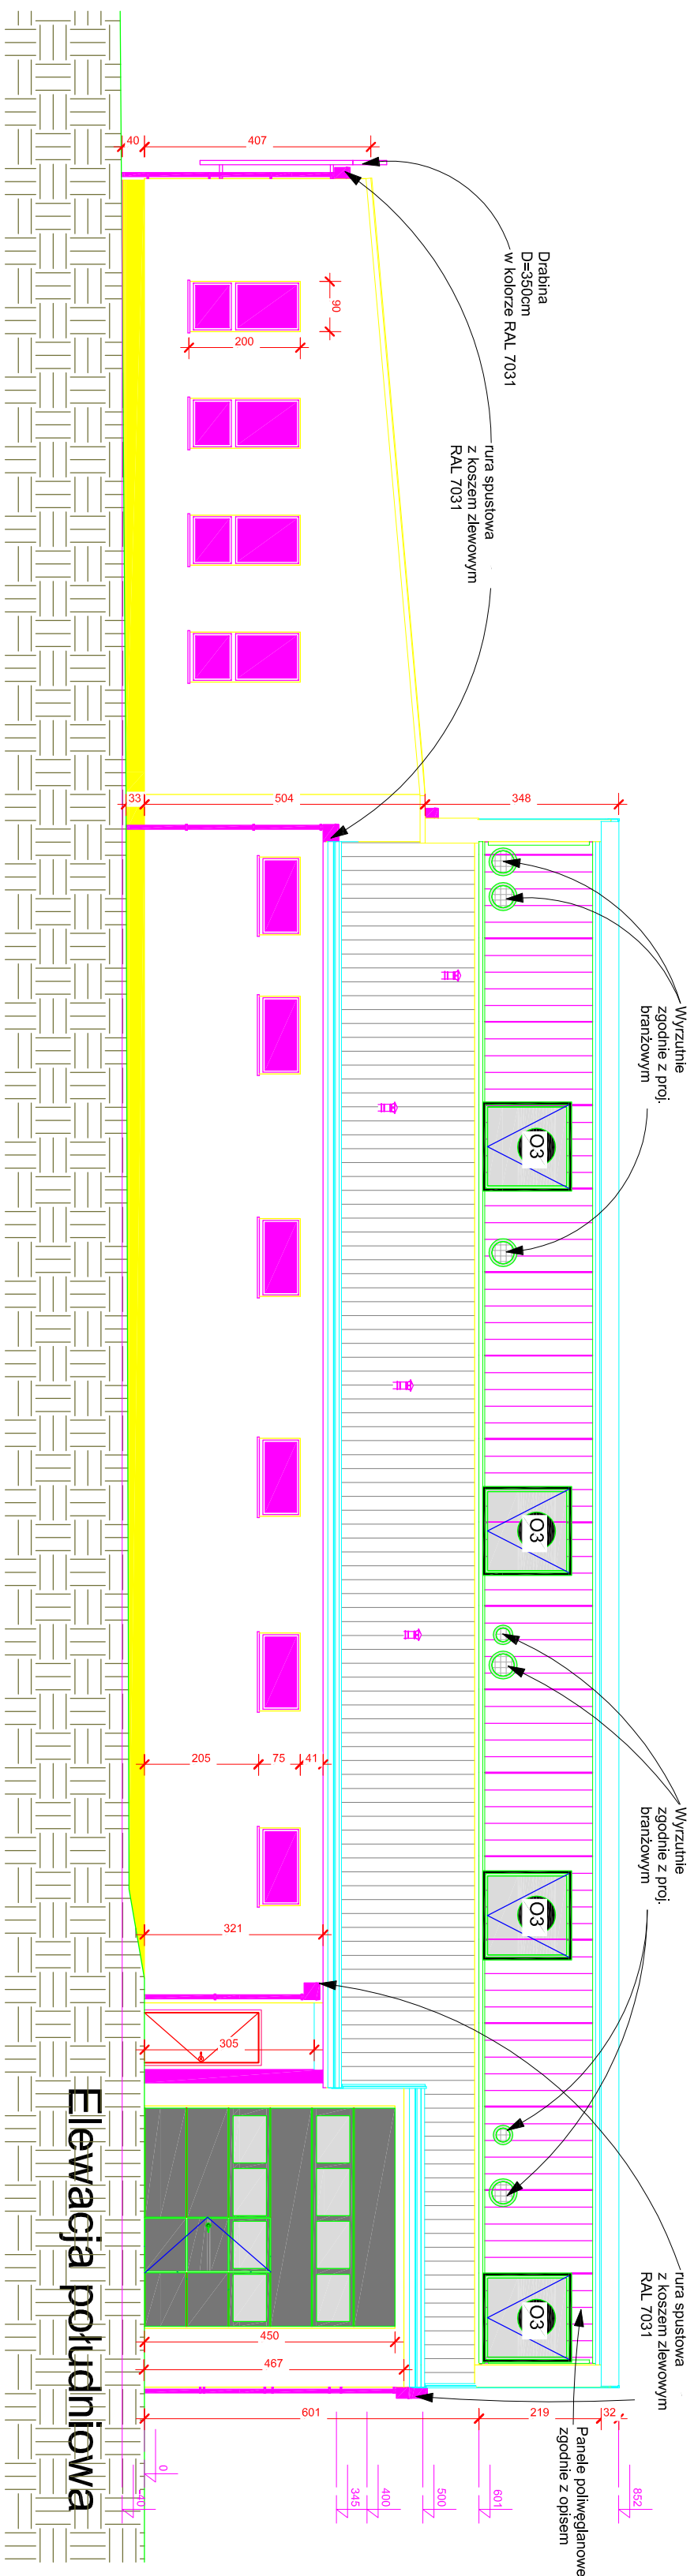 Wyrzutnie
zgodnie z proj.
branżowym
Wyrzutnie
zgodnie z proj.
branżowym
rura spustowa
z koszem zlewowym
RAL 7031
Drabina
D=350cm
w kolorze RAL 7031
rura spustowa
z koszem zlewowym
RAL 7031
Panele poliwęglanowe
zgodnie z opisem
O3
O3
O3
O3
40
407
90
200
33
504
348
205
75
41
321
305
450
467
601
219
32
852
601
500
400
345
0
-40
Elewacja południowa